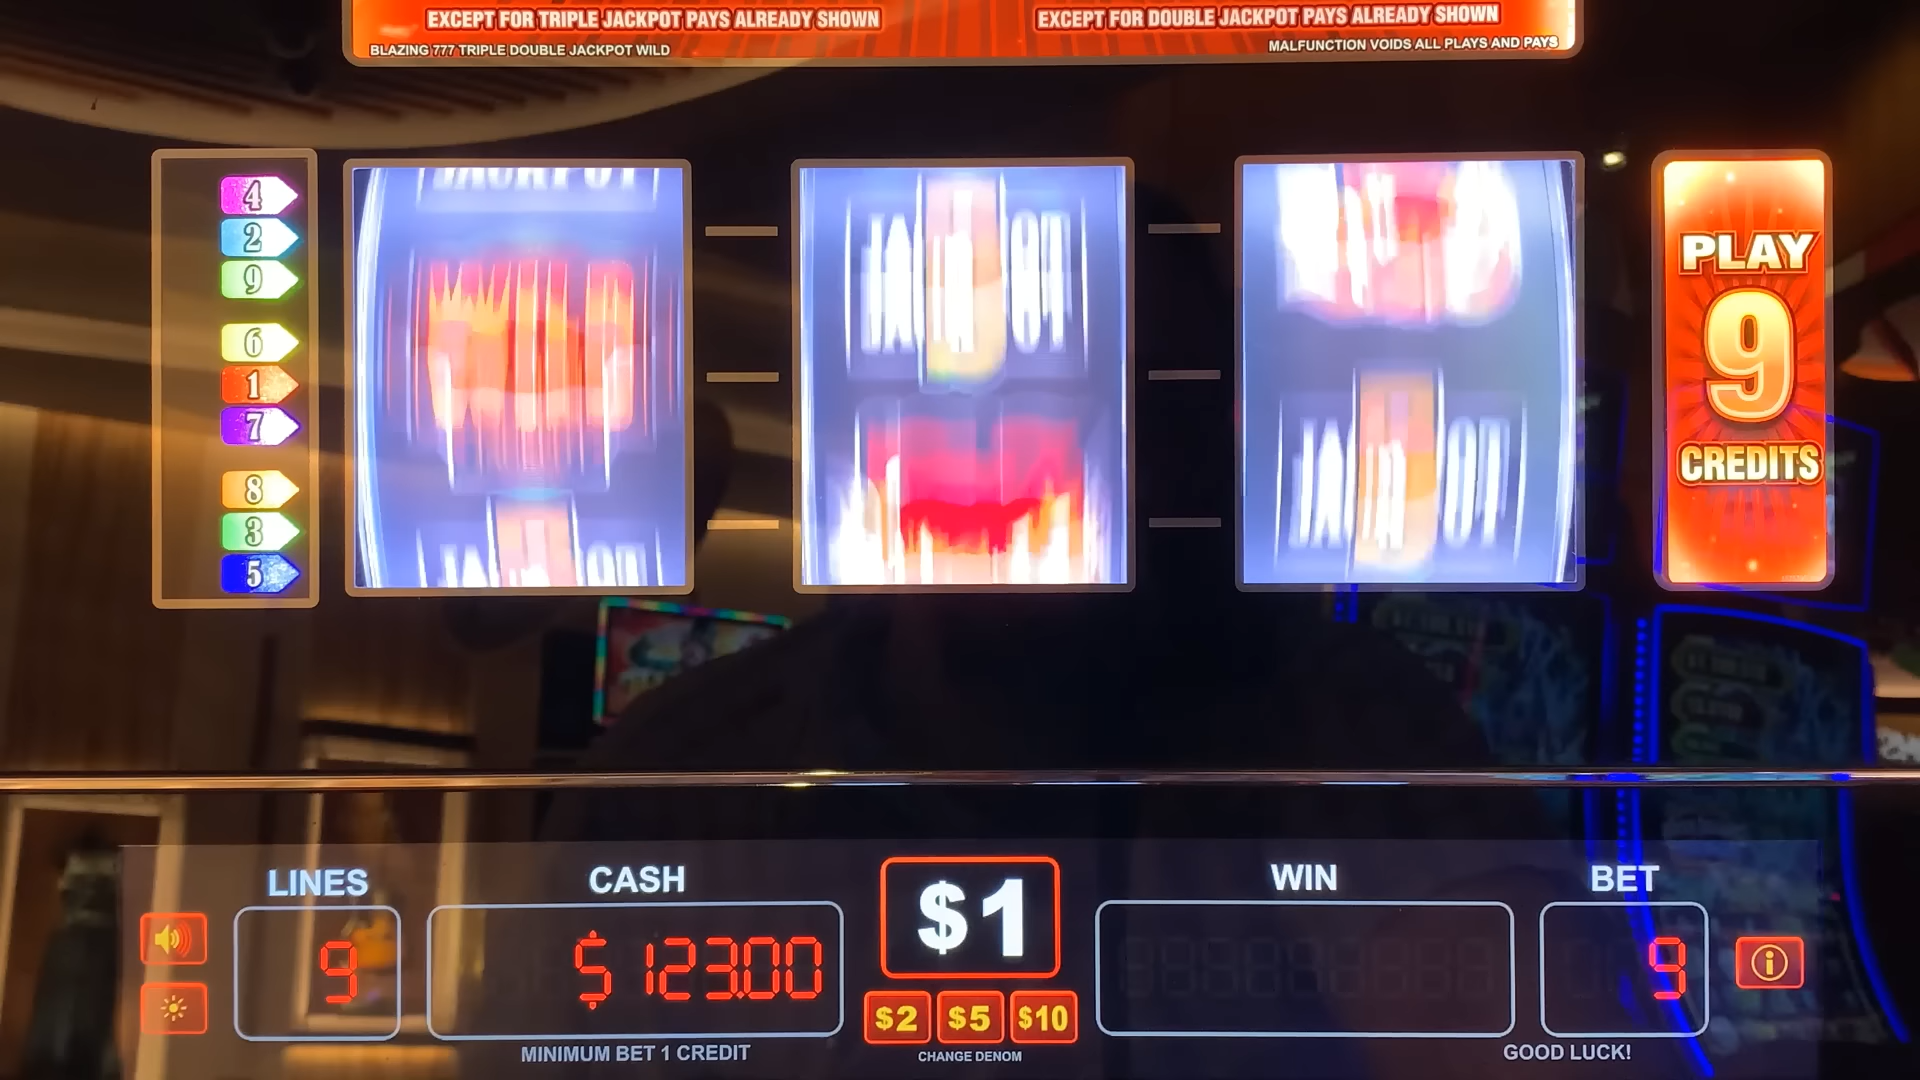 EXCEPT FOR TRIPLE JACKPOT PAYS ALREADY SHOWN
EXCEPT FOR DOUBLE JACKPOT PAYS ALREADY SHOWN
BLAZING 777 TRIPLE DOUBLE JACKPOT WILD
MALFUNCTION VOIDS ALL PLAYS AND PAYS
4
2
9
6
1
7
8
3
5
JACKPOT
PLAY
9
CREDITS
LINES
9
CASH
$123.00
MINIMUM BET 1 CREDIT
$1
$2 $5 $10
CHANGE DENOM
WIN
BET
9
GOOD LUCK!